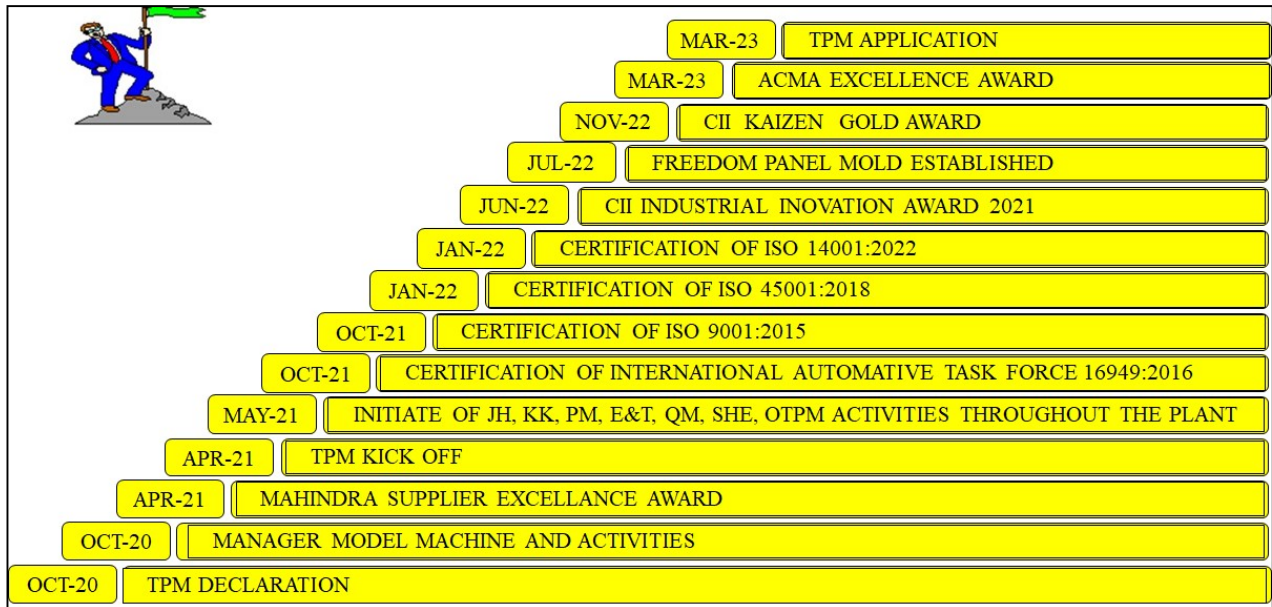 MAR-23 TPM APPLICATION
MAR-23 ACMA EXCELLENCE AWARD
NOV-22 CII KAIZEN GOLD AWARD
JUL-22 FREEDOM PANEL MOLD ESTABLISHED
JUN-22 CII INDUSTRIAL INOVATION AWARD 2021
JAN-22 CERTIFICATION OF ISO 14001:2022
JAN-22 CERTIFICATION OF ISO 45001:2018
OCT-21 CERTIFICATION OF ISO 9001:2015
OCT-21 CERTIFICATION OF INTERNATIONAL AUTOMATIVE TASK FORCE 16949:2016
MAY-21 INITIATE OF JH, KK, PM, E&T, QM, SHE, OTPM ACTIVITIES THROUGHOUT THE PLANT
APR-21 TPM KICK OFF
APR-21 MAHINDRA SUPPLIER EXCELLANCE AWARD
OCT-20 MANAGER MODEL MACHINE AND ACTIVITIES
OCT-20 TPM DECLARATION